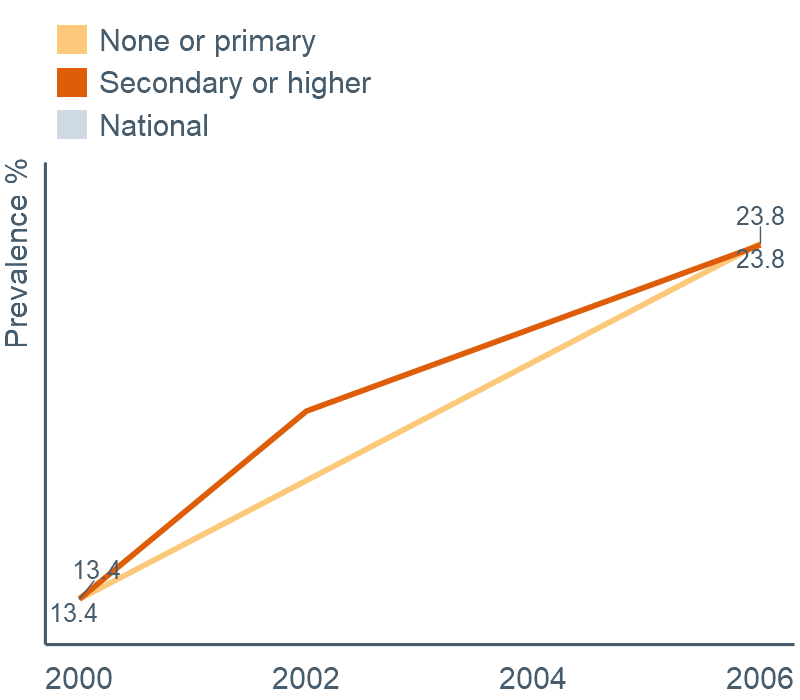 None or primary
Secondary or higher
National
Prevalence %
23.8
23.8
13.4
13.4
2000 2002 2004 2006